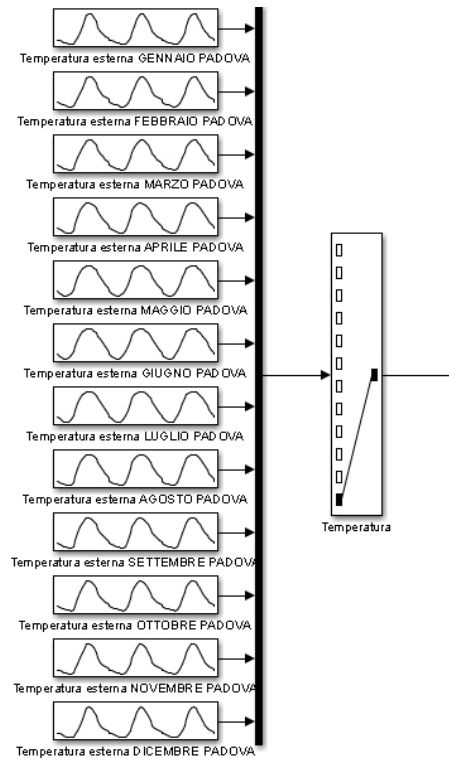 Temperatura esterna GENNAIO PADOVA
Temperatura esterna FEBBRAIO PADOVA
Temperatura esterna MARZO PADOVA
Temperatura esterna APRILE PADOVA
Temperatura esterna MAGGIO PADOVA
Temperatura esterna GIUGNO PADOVA
Temperatura esterna LUGLIO PADOVA
Temperatura esterna AGOSTO PADOVA
Temperatura
Temperatura esterna SETTEMBRE PADOVA
Temperatura esterna OTTOBRE PADOVA
Temperatura esterna NOVEMBRE PADOVA
Temperatura esterna DICEMBRE PADOVA